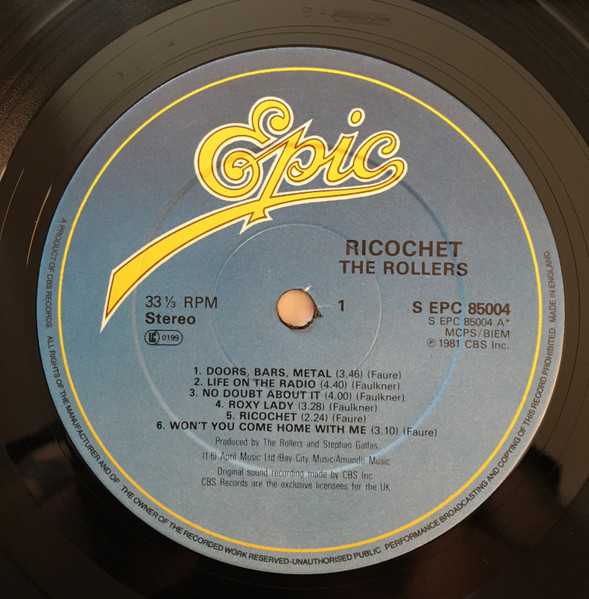 Epic
RICOCHET
THE ROLLERS
33 1/3 RPM
Stereo
LC 0199
1
S EPC 85004
S EPC 85004 A*
MCPS/BIEM
℗ 1981 CBS Inc.
1. DOORS, BARS, METAL (3.46) (Faure)
2. LIFE ON THE RADIO (4.40) (Faulkner)
3. NO DOUBT ABOUT IT (4.00) (Faulkner)
4. ROXY LADY (3.28) (Faulkner)
5. RICOCHET (2.24) (Faure)
6. WON'T YOU COME HOME WITH ME (3.10) (Faure)
Produced by The Rollers and Stephan Galfas
(1-6) April Music Ltd/Bay City Music/Amundo Music
Original sound recording made by CBS Inc
CBS Records are the exclusive licensees for the UK
A PRODUCT OF CBS RECORDS. ALL RIGHTS OF THE MANUFACTURER AND OF THE OWNER OF THE RECORDED WORK RESERVED-UNAUTHORISED PUBLIC PERFORMANCE BROADCASTING AND COPYING OF THIS RECORD PROHIBITED. MADE IN ENGLAND.